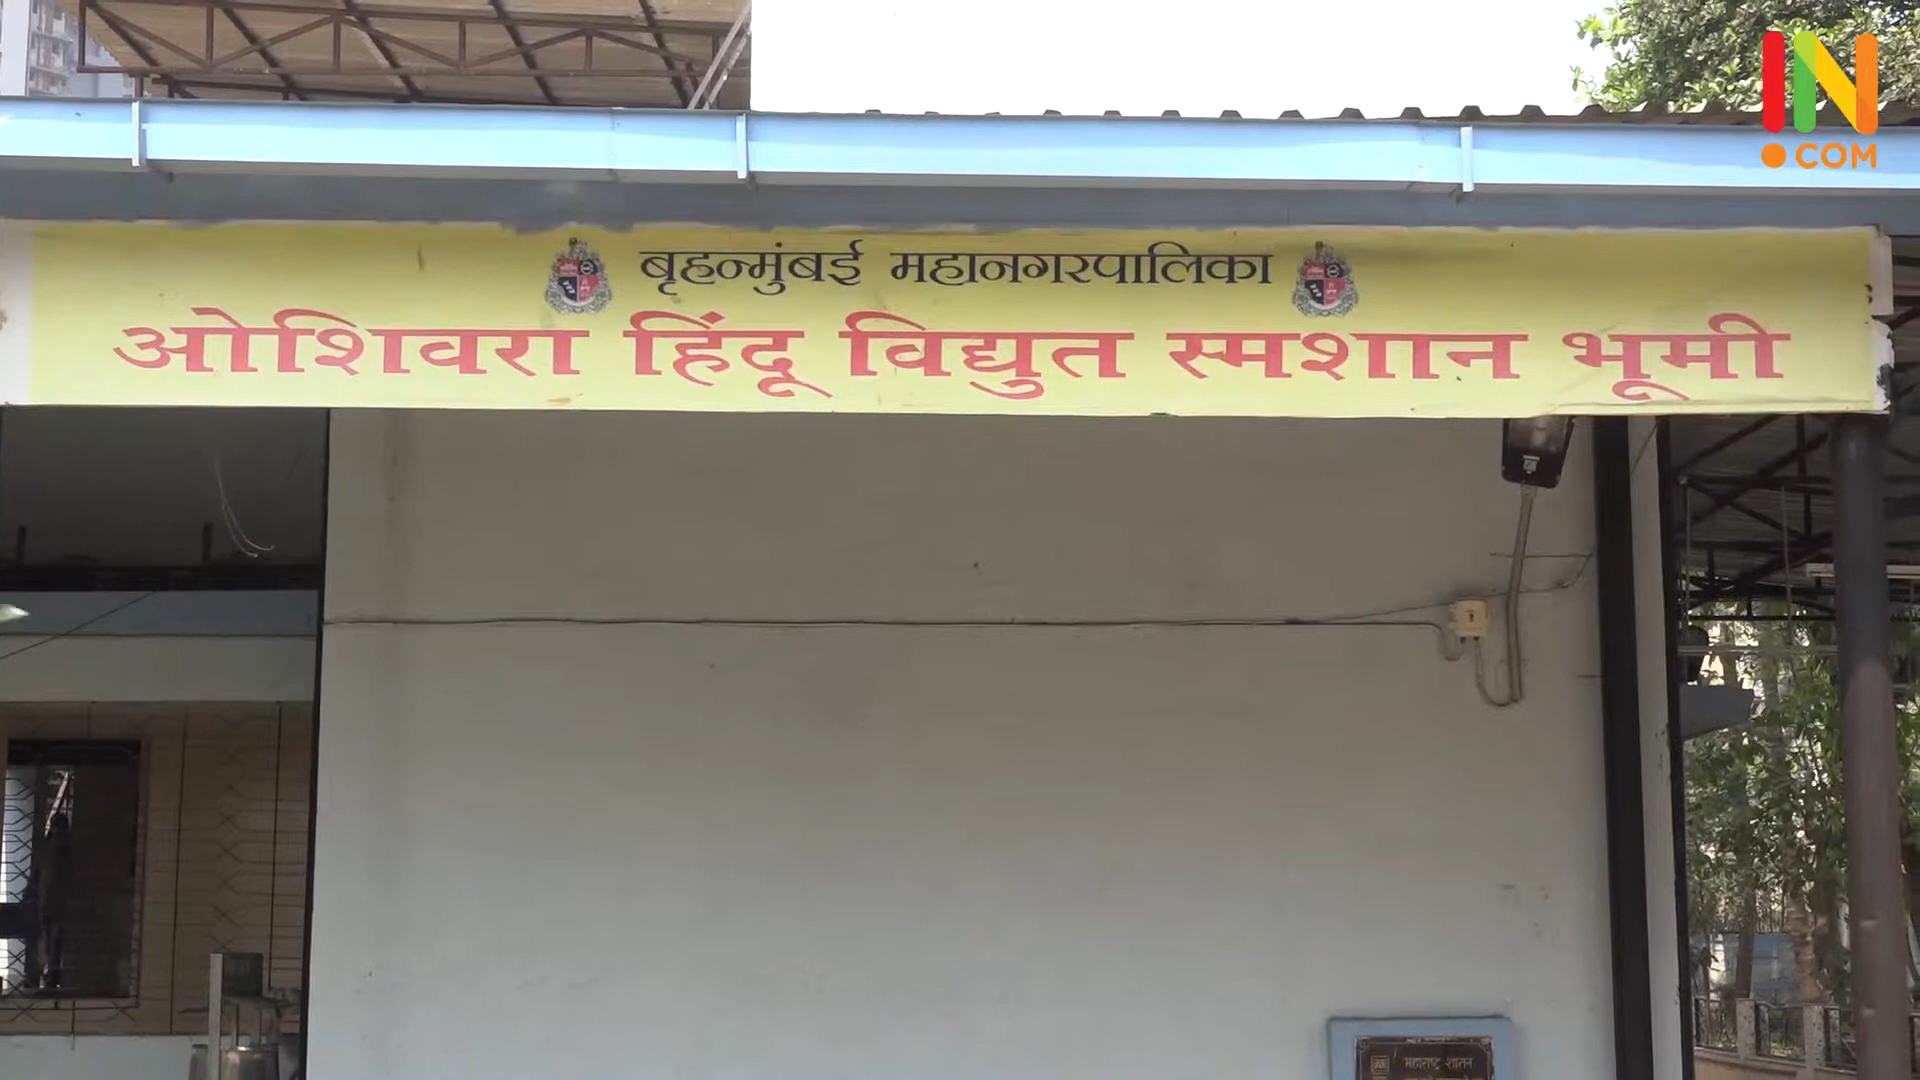 IN
.COM
बृहन्मुंबई महानगरपालिका
ओशिवरा हिंदू विद्युत स्मशान भूमी
महाराष्ट्र शासन